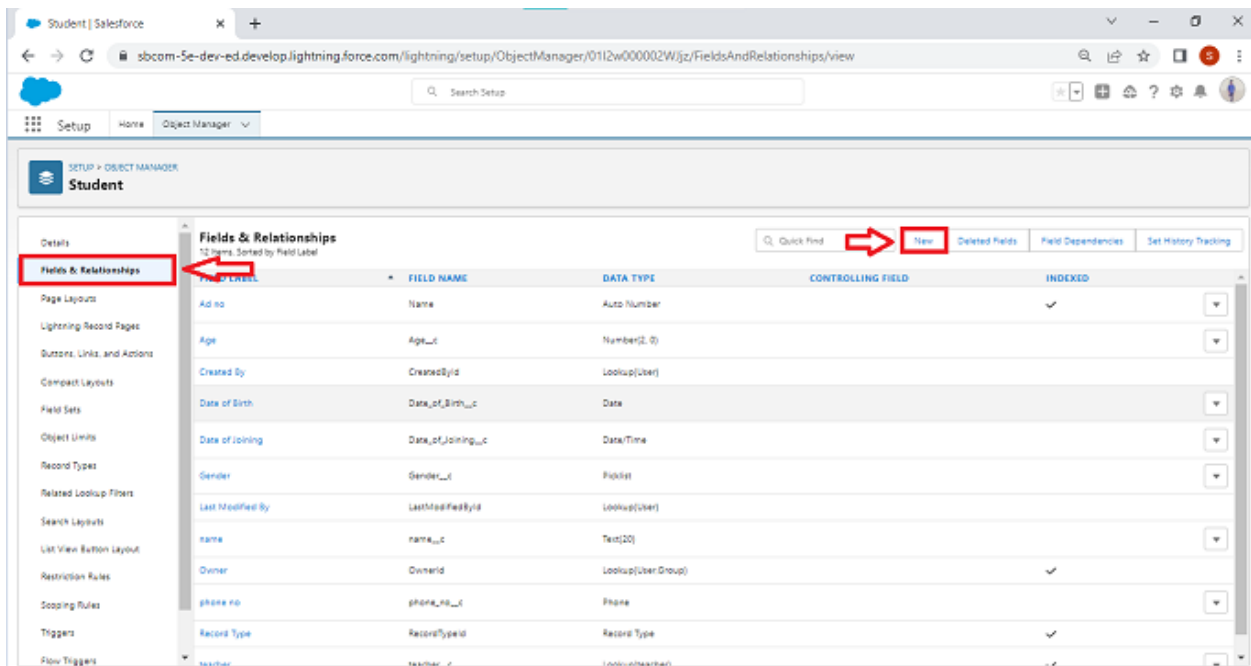 Student | Salesforce
sbcom-5e-dev-ed.develop.lightning.force.com/lightning/setup/ObjectManager/01I2w000002WJjz/FieldsAndRelationships/view
S
Search Setup
Setup Home Object Manager
SETUP > OBJECT MANAGER
Student
Details
Fields & Relationships
Page Layouts
Lightning Record Pages
Buttons, Links, and Actions
Compact Layouts
Field Sets
Object Limits
Record Types
Related Lookup Filters
Search Layouts
List View Button Layout
Restriction Rules
Scoping Rules
Triggers
Flow Triggers
Fields & Relationships
12 Items, Sorted by Field Label
Quick Find New Deleted Fields Field Dependencies Set History Tracking
FIELD LABEL FIELD NAME DATA TYPE CONTROLLING FIELD INDEXED
Ad no Name Auto Number
Age Age__c Number(2, 0)
Created By CreatedById Lookup(User)
Date of Birth Date_of_Birth__c Date
Date of Joining Date_of_Joining__c Date/Time
Gender Gender__c Picklist
Last Modified By LastModifiedById Lookup(User)
name name__c Text(20)
Owner OwnerId Lookup(User,Group)
phone no phone_no__c Phone
Record Type RecordTypeId Record Type
teacher teacher__c Lookup(teacher)